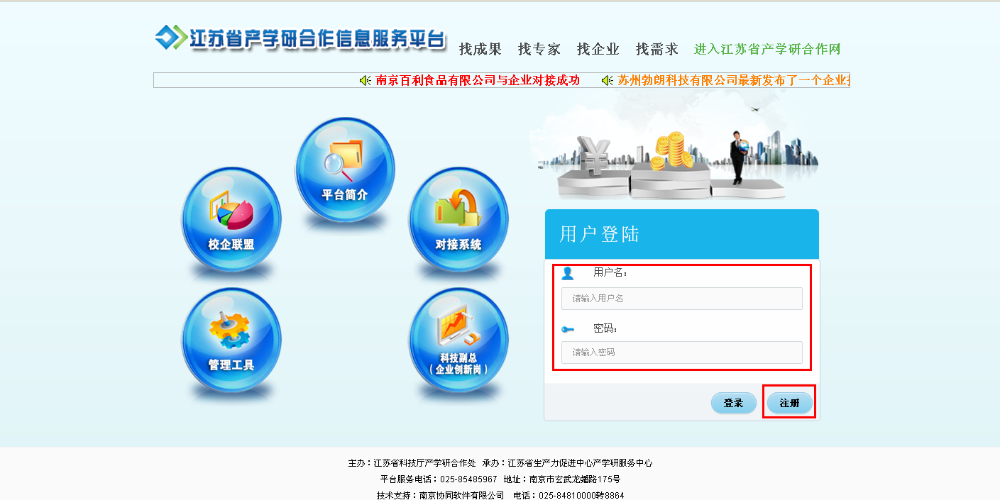 江苏省产学研合作信息服务平台
找成果 找专家 找企业 找需求 进入江苏省产学研合作网
南京百利食品有限公司与企业对接成功 苏州勃朗科技有限公司最新发布了一个企业
平台简介
校企联盟
对接系统
管理工具
科技副总
（企业创新岗）
用户登陆
用户名：
请输入用户名
密码：
请输入密码
登录 注册
主办：江苏省科技厅产学研合作处 承办：江苏省生产力促进中心产学研服务中心
平台服务电话：025-85485967 地址：南京市玄武龙蟠路175号
技术支持：南京协同软件有限公司 电话：025-84810000转8864